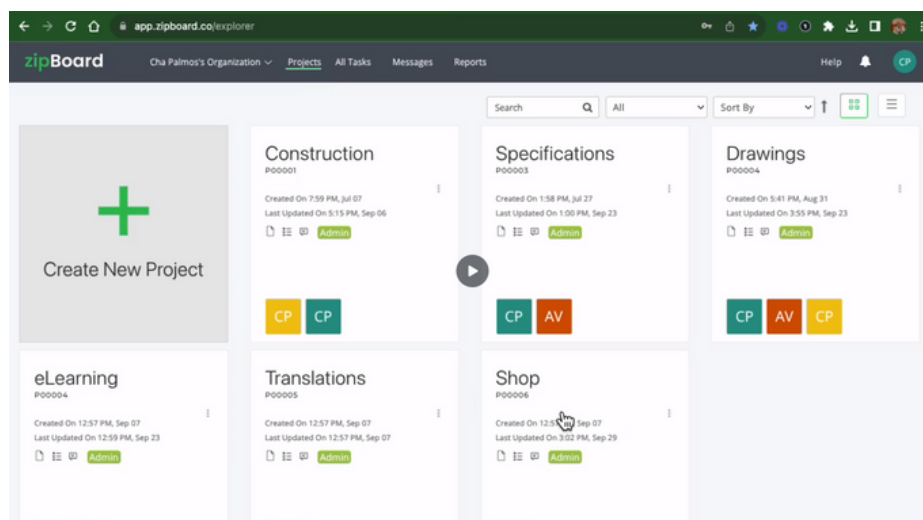 app.zipboard.co/explorer
zipBoard
Cha Palmos's Organization
Projects
All Tasks
Messages
Reports
Help
CP
Search
All
Sort By
Create New Project
Construction
P00001
Created On 7:59 PM, Jul 07
Last Updated On 5:15 PM, Sep 06
Admin
CP CP
Specifications
P00003
Created On 1:58 PM, Jul 27
Last Updated On 1:00 PM, Sep 23
Admin
CP AV
Drawings
P00004
Created On 5:41 PM, Aug 31
Last Updated On 3:55 PM, Sep 23
Admin
CP AV CP
eLearning
P00004
Created On 12:57 PM, Sep 07
Last Updated On 12:59 PM, Sep 23
Admin
Translations
P00005
Created On 12:57 PM, Sep 07
Last Updated On 12:57 PM, Sep 07
Admin
Shop
P00006
Created On Sep 07
Last Updated On 3:02 PM, Sep 29
Admin